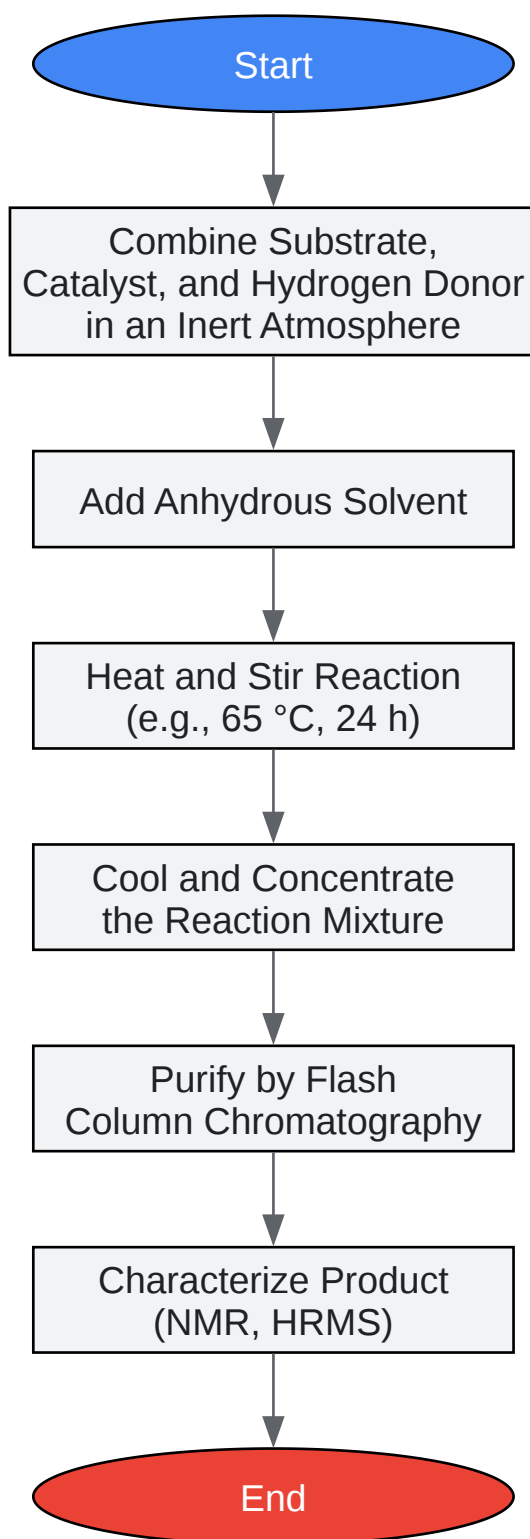 Start
Combine Substrate,
Catalyst, and Hydrogen Donor
in an Inert Atmosphere
Add Anhydrous Solvent
Heat and Stir Reaction
(e.g., 65 °C, 24 h)
Cool and Concentrate
the Reaction Mixture
Purify by Flash
Column Chromatography
Characterize Product
(NMR, HRMS)
End